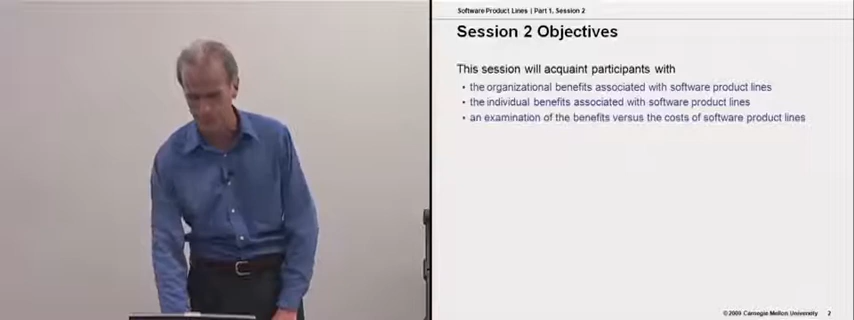 Software Product Lines | Part 1, Session 2
Session 2 Objectives
This session will acquaint participants with
• the organizational benefits associated with software product lines
• the individual benefits associated with software product lines
• an examination of the benefits versus the costs of software product lines
© 2009 Carnegie Mellon University 2